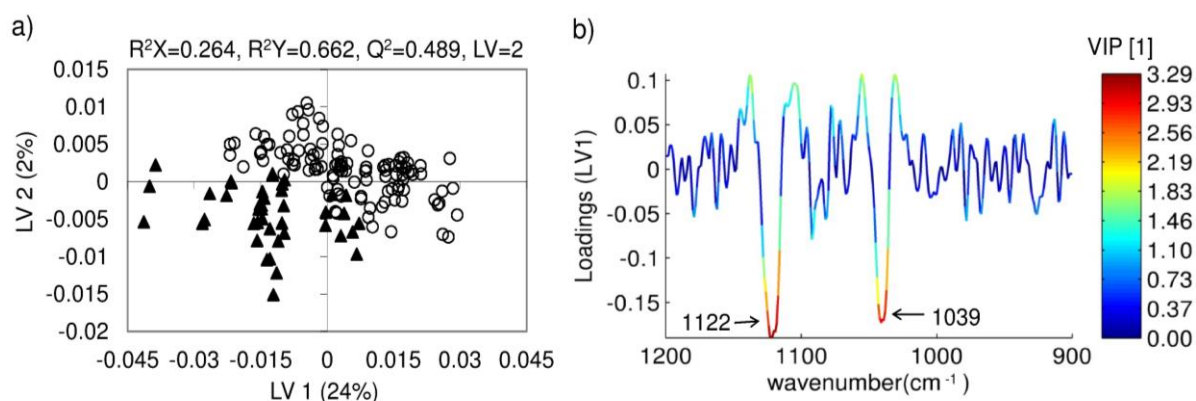 a)
R²X=0.264, R²Y=0.662, Q²=0.489, LV=2
0.015
0.01
0.005
0
-0.005
-0.01
-0.015
-0.02
-0.045 -0.03 -0.015 0 0.015 0.03 0.045
LV 2 (2%)
LV 1 (24%)
b)
VIP [1]
0.1
0.05
0
-0.05
-0.1
-0.15
Loadings (LV1)
1122
1039
1200 1100 1000 900
wavenumber(cm⁻¹)
3.29
2.93
2.56
2.19
1.83
1.46
1.10
0.73
0.37
0.00